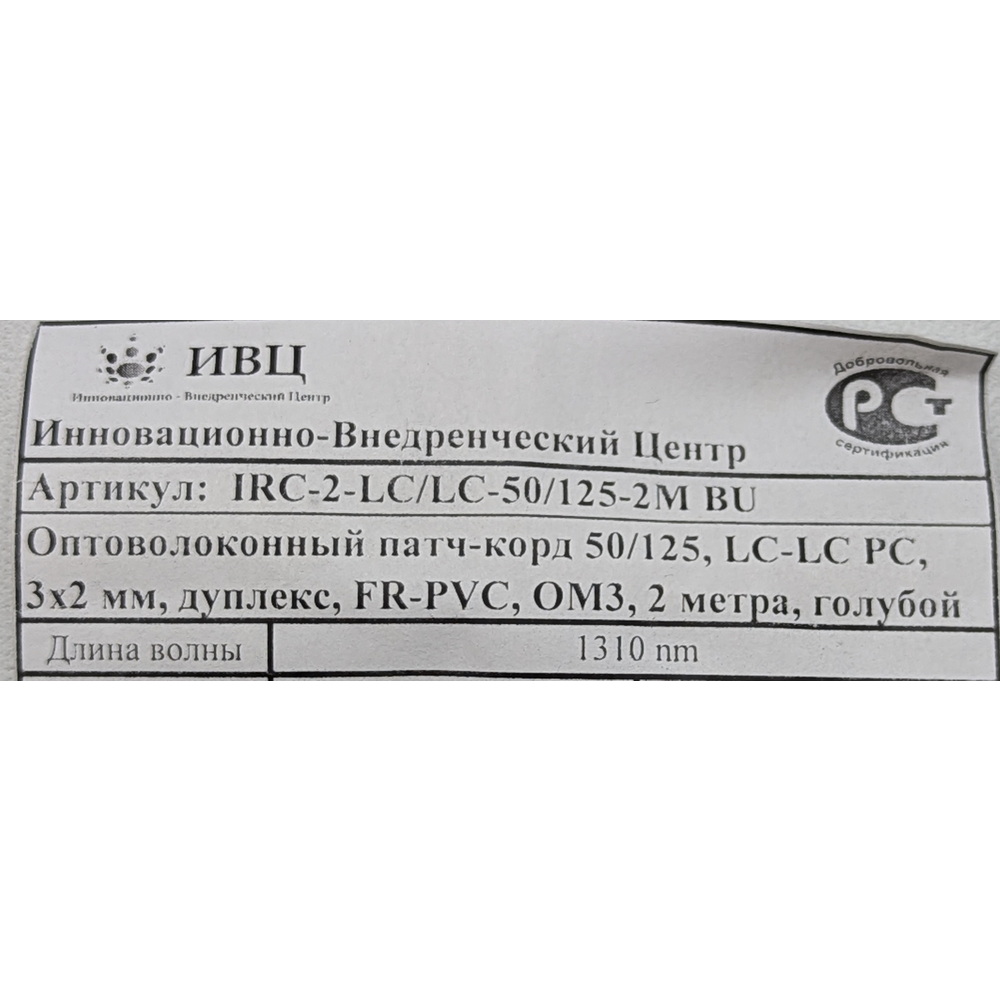 ИВЦ
Инновационно - Внедренческий Центр
Добровольная
РСТ
сертификация
Инновационно-Внедренческий Центр
Артикул: IRC-2-LC/LC-50/125-2M BU
Оптоволоконный патч-корд 50/125, LC-LC PC,
3x2 мм, дуплекс, FR-PVC, OM3, 2 метра, голубой
Длина волны 1310 nm